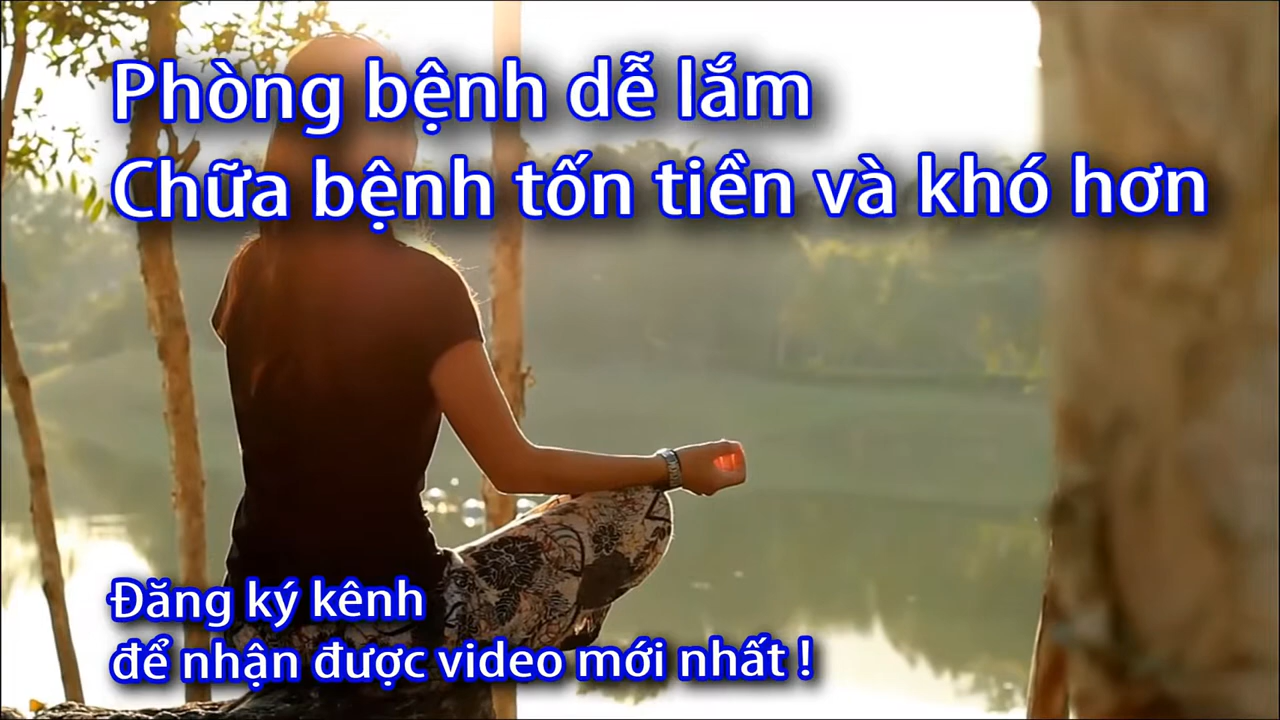 Phòng bệnh dễ lắm
Chữa bệnh tốn tiền và khó hơn
Đăng ký kênh
để nhận được video mới nhất !